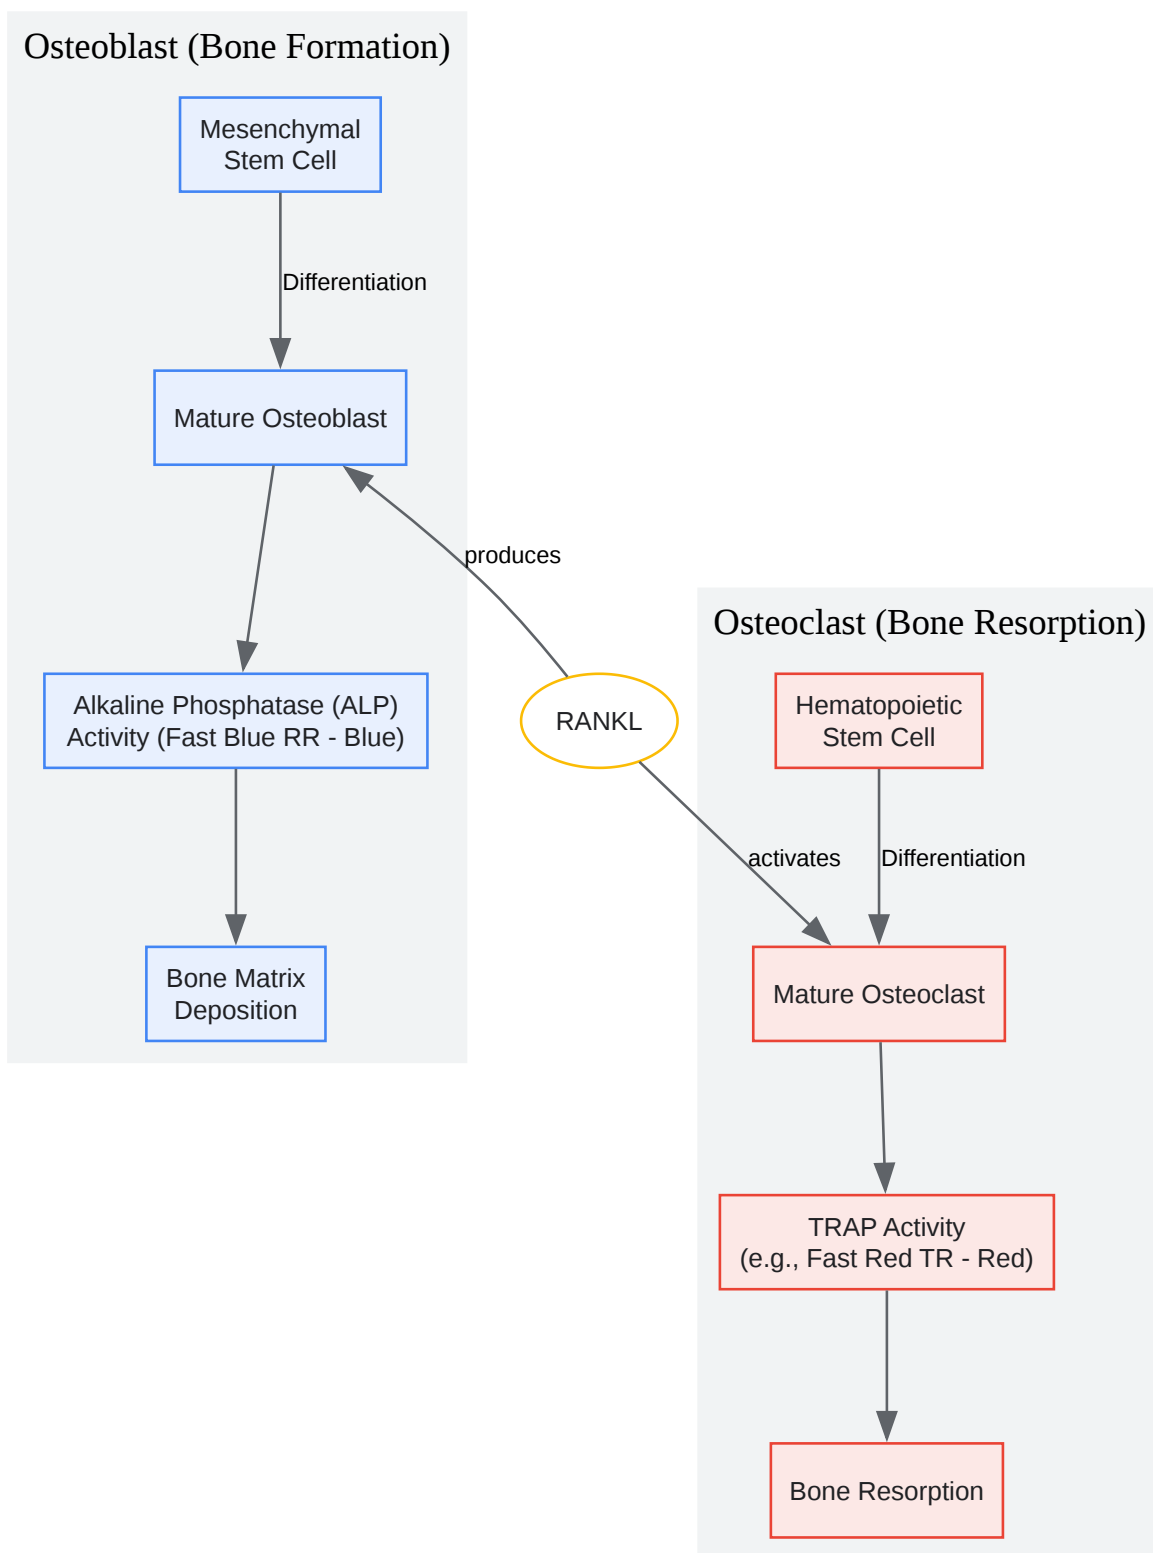 Osteoblast (Bone Formation)
Mesenchymal
Stem Cell
Differentiation
Mature Osteoblast
produces
Alkaline Phosphatase (ALP)
Activity (Fast Blue RR - Blue)
Bone Matrix
Deposition
RANKL
activates
Osteoclast (Bone Resorption)
Hematopoietic
Stem Cell
Differentiation
Mature Osteoclast
TRAP Activity
(e.g., Fast Red TR - Red)
Bone Resorption